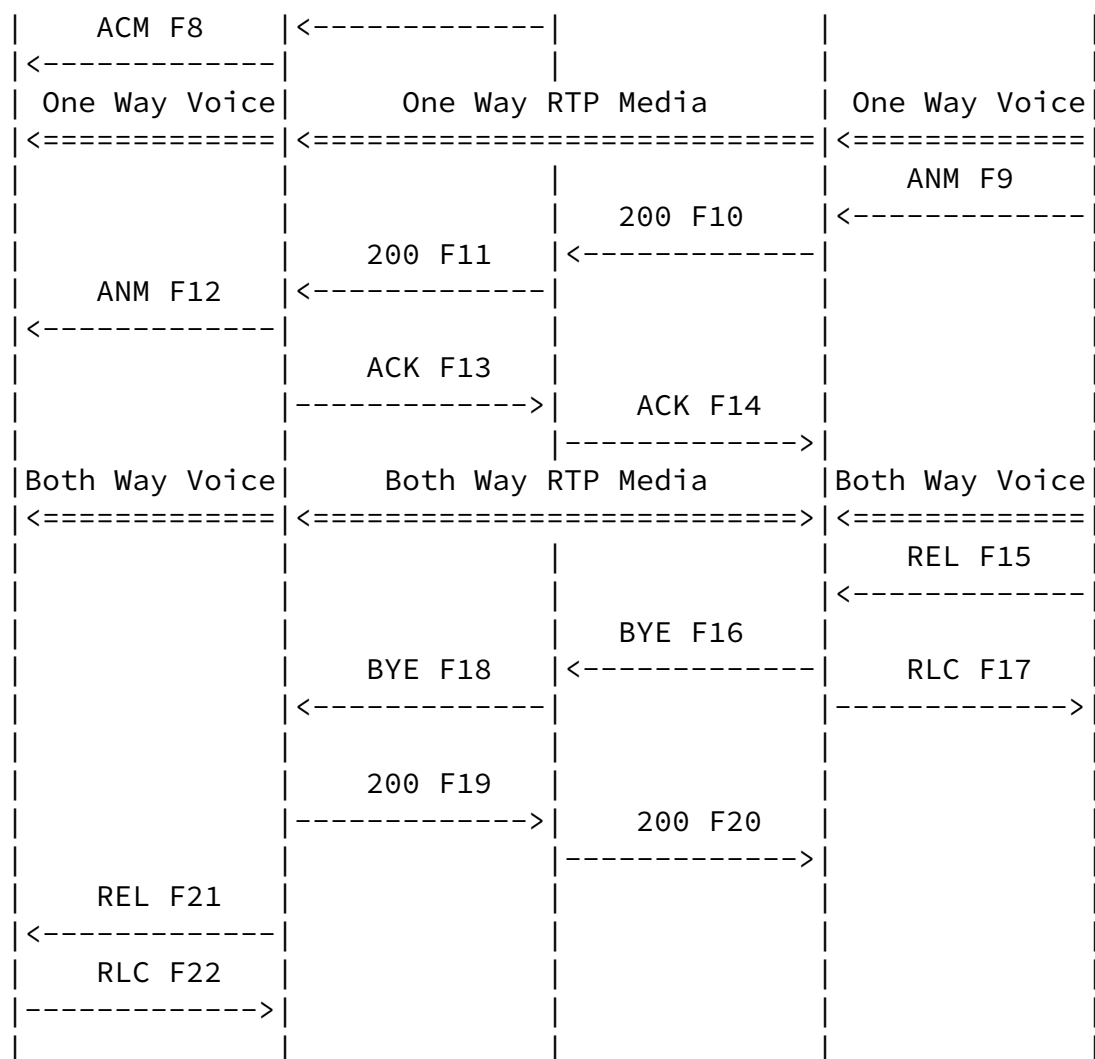 |    ACM F8    |<-------------|              |              |
|<-------------|              |              |              |
| One Way Voice|      One Way RTP Media      | One Way Voice|
|<=============|<============================|<=============|
|              |              |              |    ANM F9    |
|              |              |   200 F10    |<-------------|
|              |    200 F11   |<-------------|              |
|    ANM F12   |<-------------|              |              |
|<-------------|              |              |              |
|              |    ACK F13   |              |              |
|              |------------->|    ACK F14   |              |
|              |              |------------->|              |
|Both Way Voice|     Both Way RTP Media      |Both Way Voice|
|<=============|<===========================>|<=============|
|              |              |              |    REL F15   |
|              |              |              |<-------------|
|              |              |   BYE F16    |              |
|              |    BYE F18   |<-------------|    RLC F17   |
|              |<-------------|              |------------->|
|              |              |              |              |
|              |    200 F19   |              |              |
|              |------------->|    200 F20   |              |
|              |              |------------->|              |
|    REL F21   |              |              |              |
|<-------------|              |              |              |
|    RLC F22   |              |              |              |
|------------->|              |              |              |
|              |              |              |              |